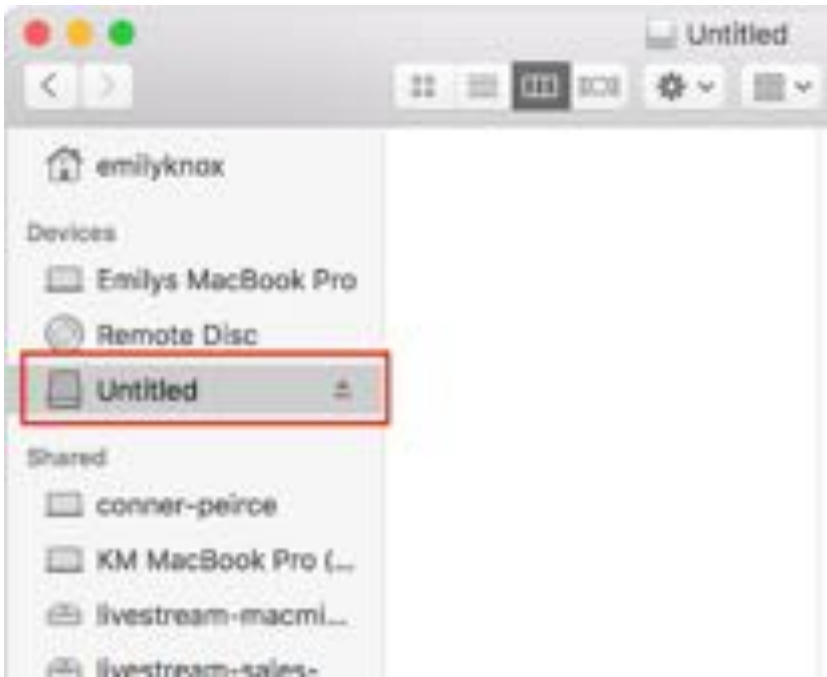 Untitled
emilyknox
Devices
Emilys MacBook Pro
Remote Disc
Untitled
Shared
conner-peirce
KM MacBook Pro (...
livestream-macmi...
livestream-sales-